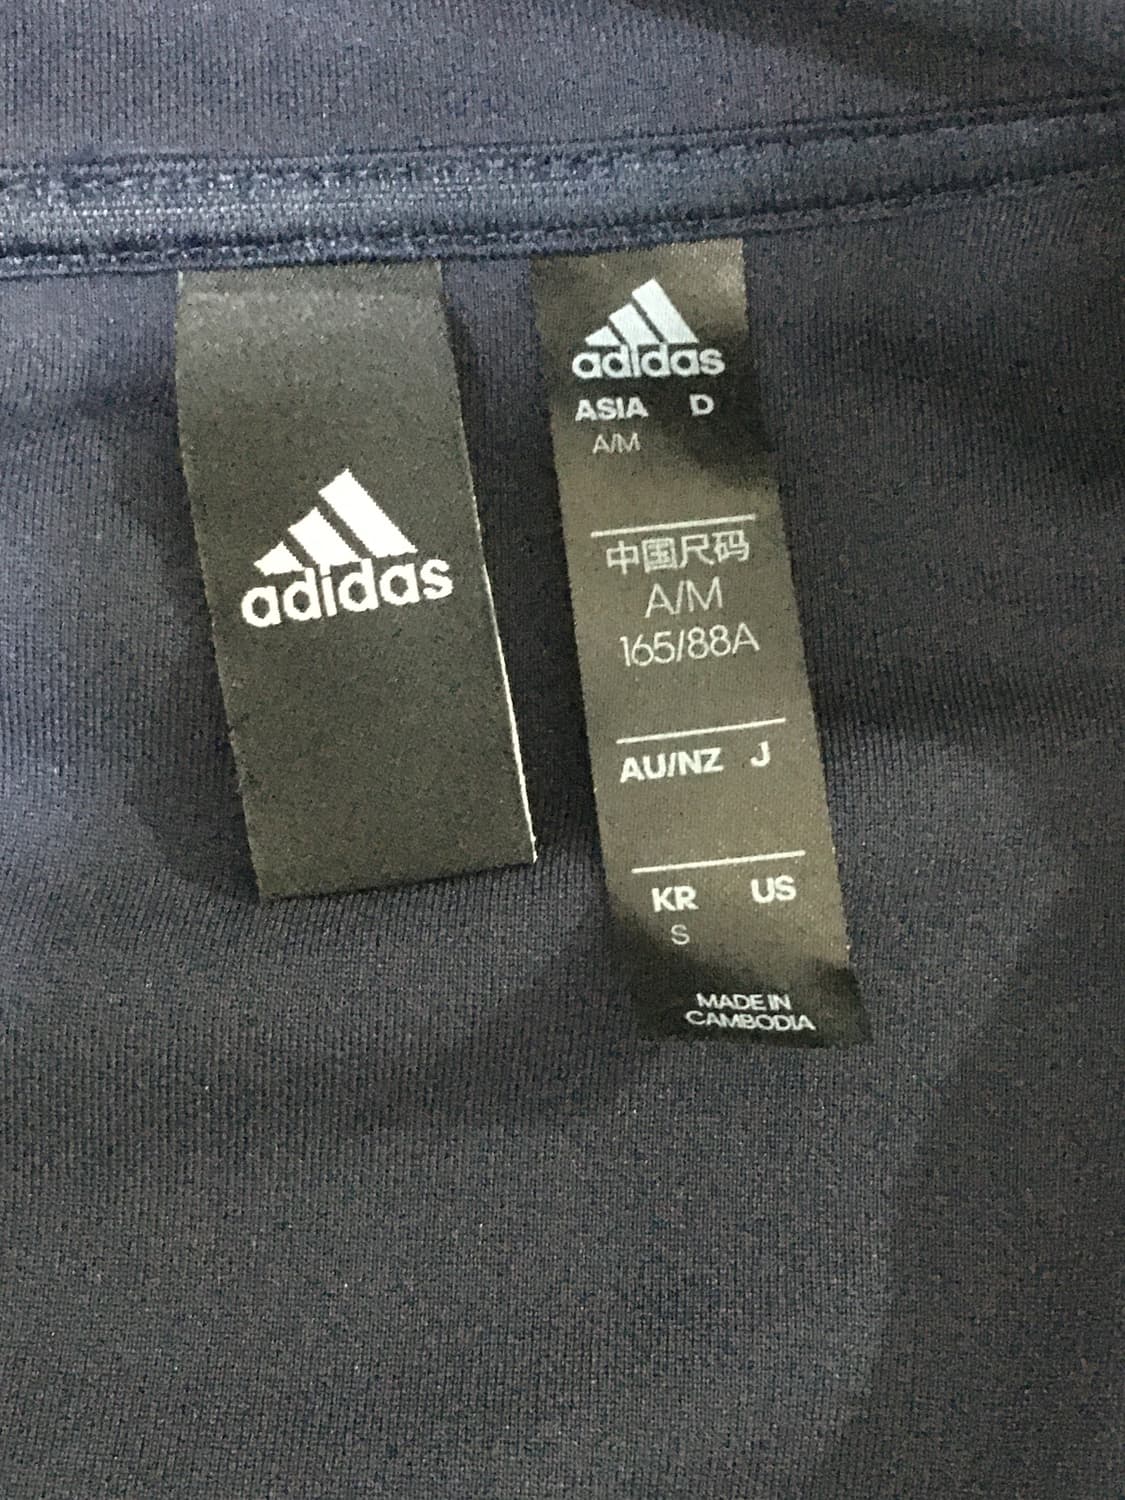 adidas
adidas
ASIA D
A/M
中国尺码
A/M
165/88A
AU/NZ J
KR US
S
MADE IN
CAMBODIA